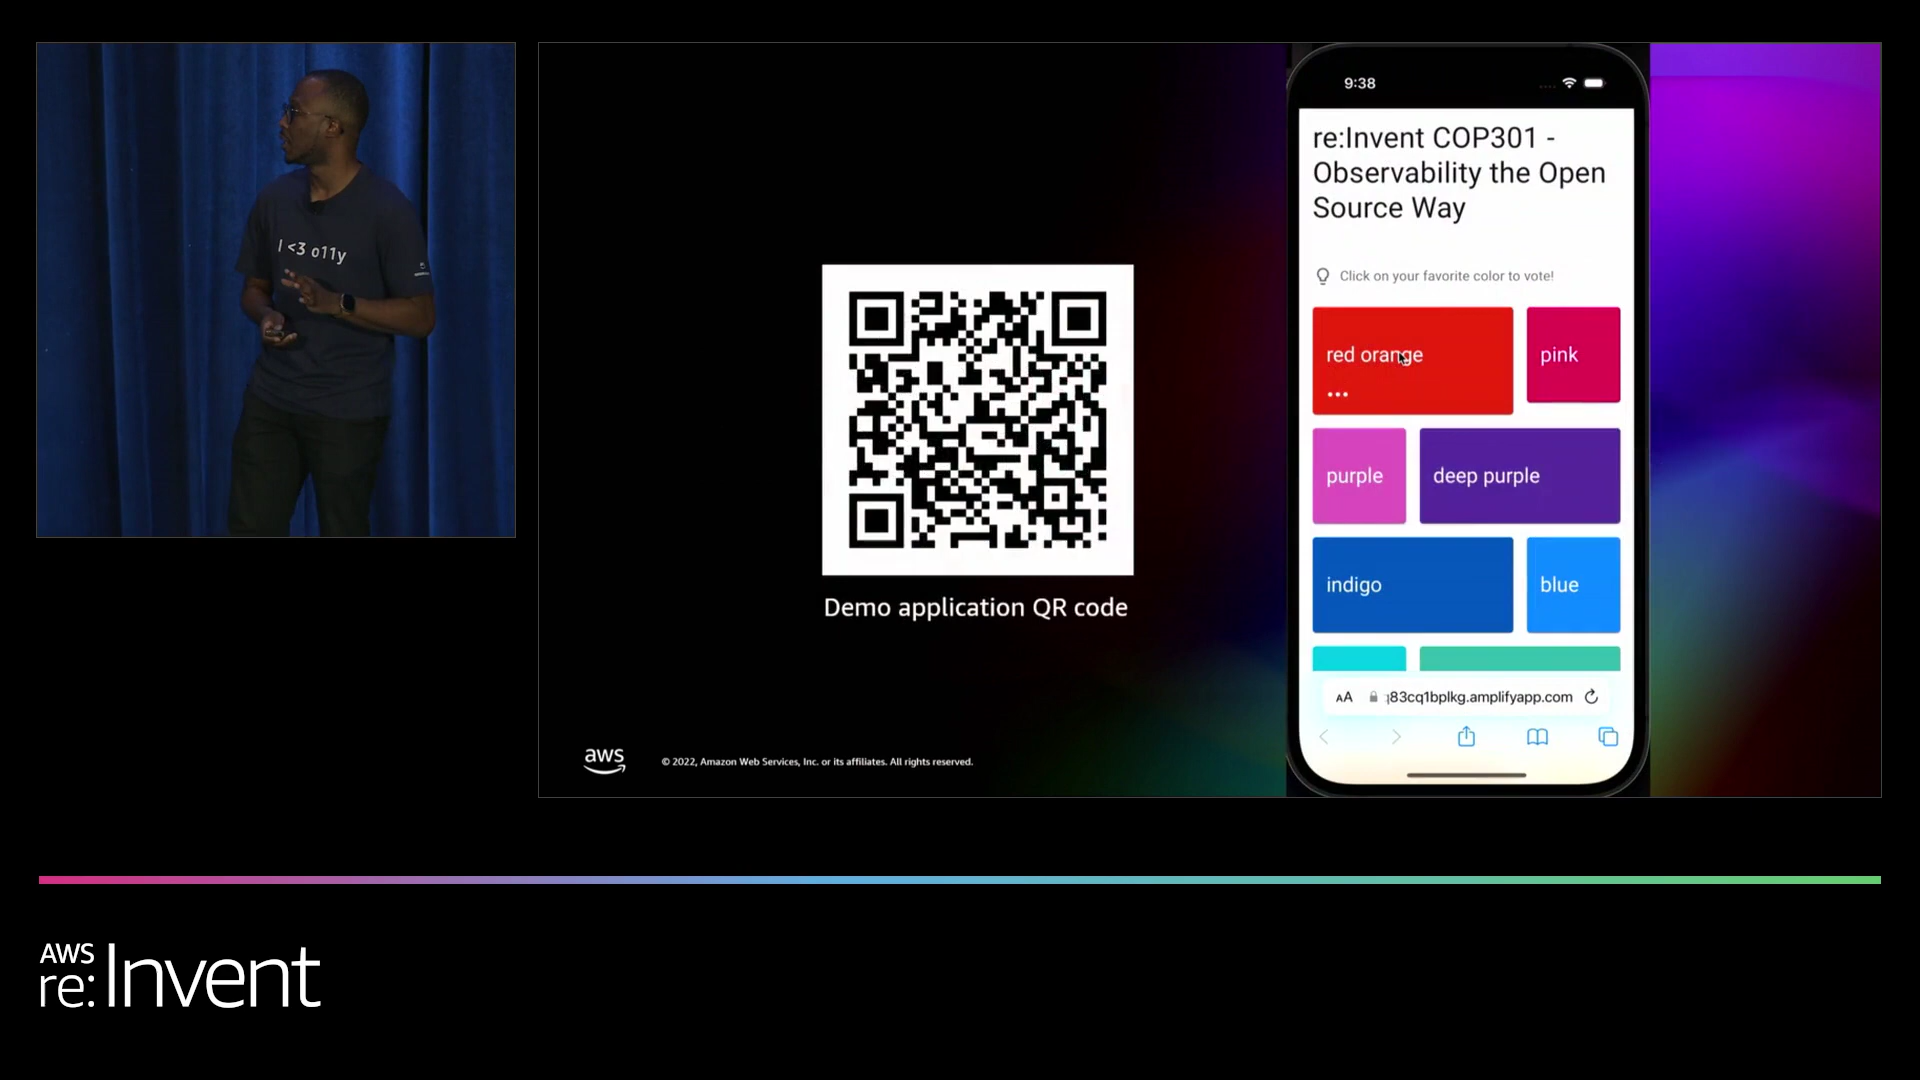 I <3 o11y
9:38
re:Invent COP301 -
Observability the Open
Source Way
Click on your favorite color to vote!
red orange
pink
purple
deep purple
indigo
blue
AA
83cq1bplkg.amplifyapp.com
Demo application QR code
aws
© 2022, Amazon Web Services, Inc. or its affiliates. All rights reserved.
AWS
re:Invent